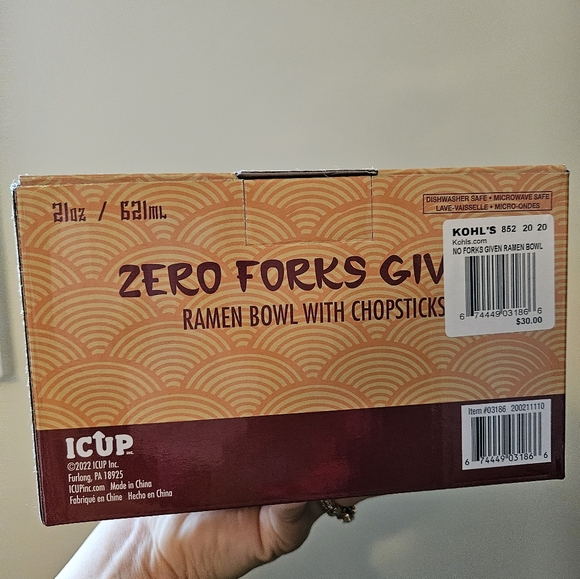 21oz / 621mL
DISHWASHER SAFE • MICROWAVE SAFE
LAVE-VAISSELLE • MICRO-ONDES
KOHL'S 852 20 20
Kohls.com
NO FORKS GIVEN RAMEN BOWL
6 74449 03186 6
$30.00
ZERO FORKS GIV
RAMEN BOWL WITH CHOPSTICKS
Item #03186 200211110
6 74449 03186 6
ICUP INC.
©2022 ICUP Inc.
Furlong, PA 18925
ICUPinc.com Made in China
Fabriqué en Chine Hecho en China